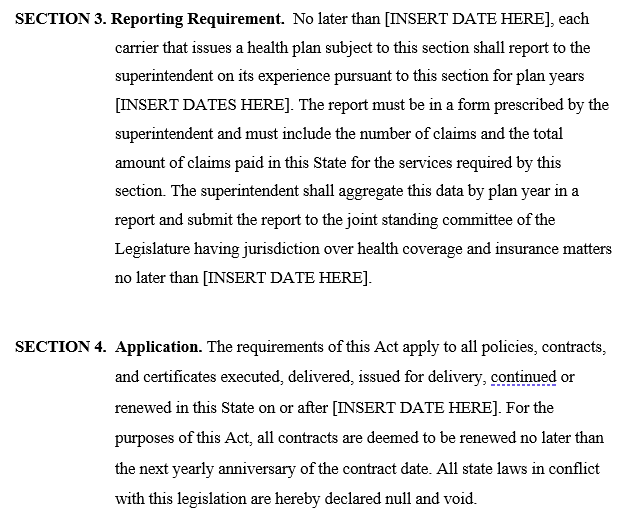 SECTION 3. Reporting Requirement. No later than [INSERT DATE HERE], each
carrier that issues a health plan subject to this section shall report to the
superintendent on its experience pursuant to this section for plan years
[INSERT DATES HERE]. The report must be in a form prescribed by the
superintendent and must include the number of claims and the total
amount of claims paid in this State for the services required by this
section. The superintendent shall aggregate this data by plan year in a
report and submit the report to the joint standing committee of the
Legislature having jurisdiction over health coverage and insurance matters
no later than [INSERT DATE HERE].
SECTION 4. Application. The requirements of this Act apply to all policies, contracts,
and certificates executed, delivered, issued for delivery, continued or
renewed in this State on or after [INSERT DATE HERE]. For the
purposes of this Act, all contracts are deemed to be renewed no later than
the next yearly anniversary of the contract date. All state laws in conflict
with this legislation are hereby declared null and void.